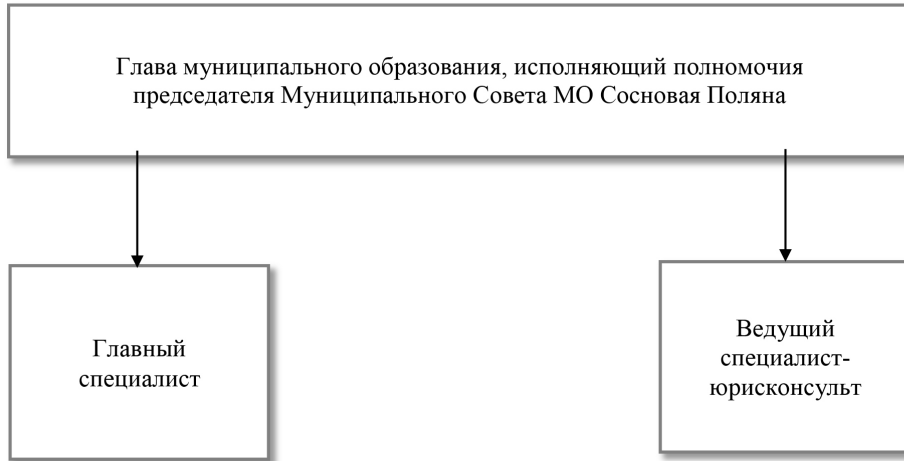 Глава муниципального образования, исполняющий полномочия
председателя Муниципального Совета МО Сосновая Поляна
Главный
специалист
Ведущий
специалист-
юрисконсульт